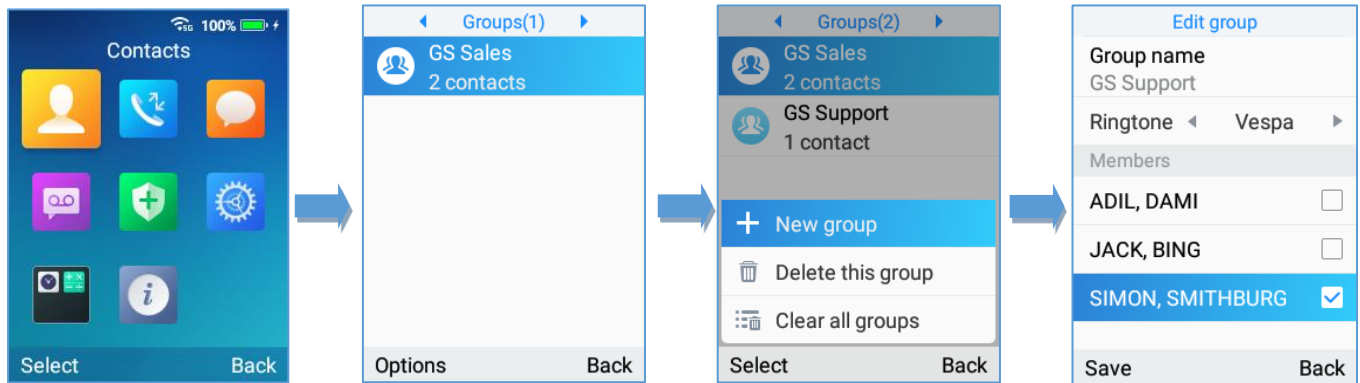 5G 100%
Contacts
Select Back
Groups(1)
GS Sales
2 contacts
Options Back
Groups(2)
GS Sales
2 contacts
GS Support
1 contact
New group
Delete this group
Clear all groups
Select Back
Edit group
Group name
GS Support
Ringtone Vespa
Members
ADIL, DAMI
JACK, BING
SIMON, SMITHBURG
Save Back